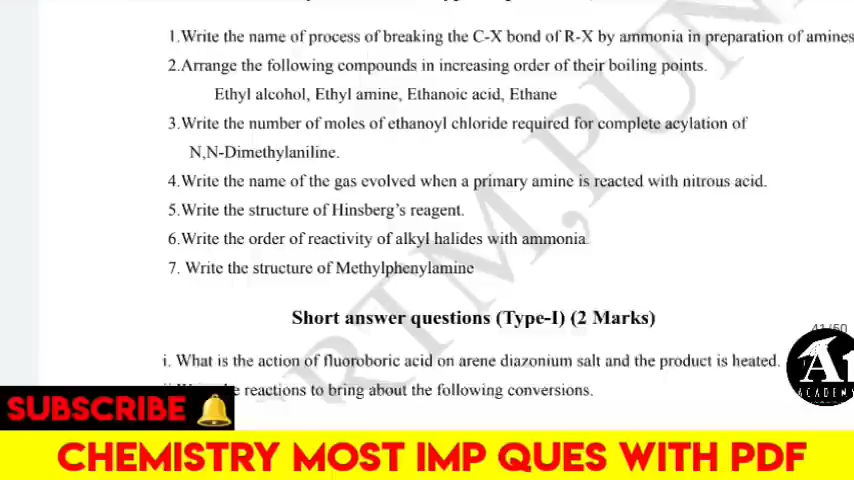 1.Write the name of process of breaking the C-X bond of R-X by ammonia in preparation of amines
2.Arrange the following compounds in increasing order of their boiling points.
Ethyl alcohol, Ethyl amine, Ethanoic acid, Ethane
3.Write the number of moles of ethanoyl chloride required for complete acylation of
N,N-Dimethylaniline.
4.Write the name of the gas evolved when a primary amine is reacted with nitrous acid.
5.Write the structure of Hinsberg's reagent.
6.Write the order of reactivity of alkyl halides with ammonia.
7. Write the structure of Methylphenylamine
Short answer questions (Type-I) (2 Marks)
41/60
i. What is the action of fluoroboric acid on arene diazonium salt and the product is heated.
reactions to bring about the following conversions.
A1
ACADEMY
SUBSCRIBE
CHEMISTRY MOST IMP QUES WITH PDF